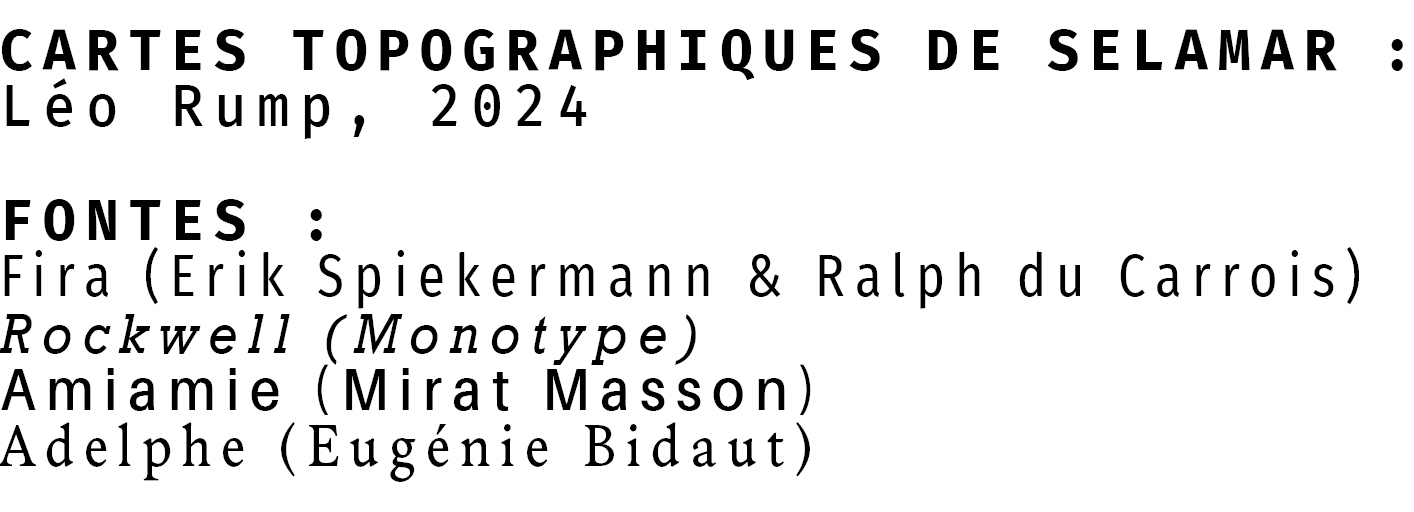 CARTES TOPOGRAPHIQUES DE SELAMAR :
Léo Rump, 2024
FONTES :
Fira (Erik Spiekermann & Ralph du Carrois)
Rockwell (Monotype)
Amiamie (Mirat Masson)
Adelphe (Eugénie Bidaut)